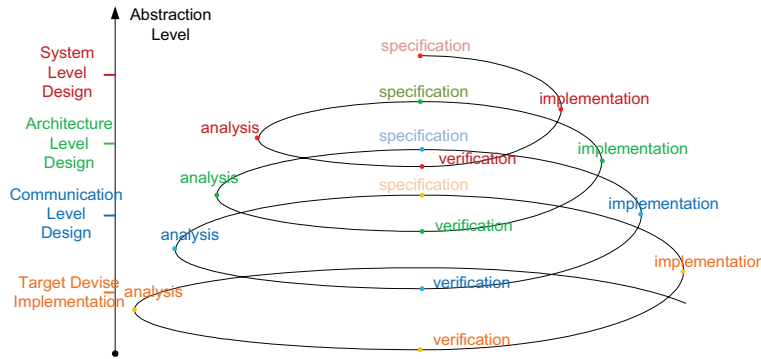 Abstraction
Level
System
Level
Design
specification
specification
implementation
Architecture
Level
Design
analysis
specification
verification
implementation
analysis
specification
Communication
Level
Design
implementation
analysis
verification
implementation
Target Devise
Implementation
analysis
verification
verification